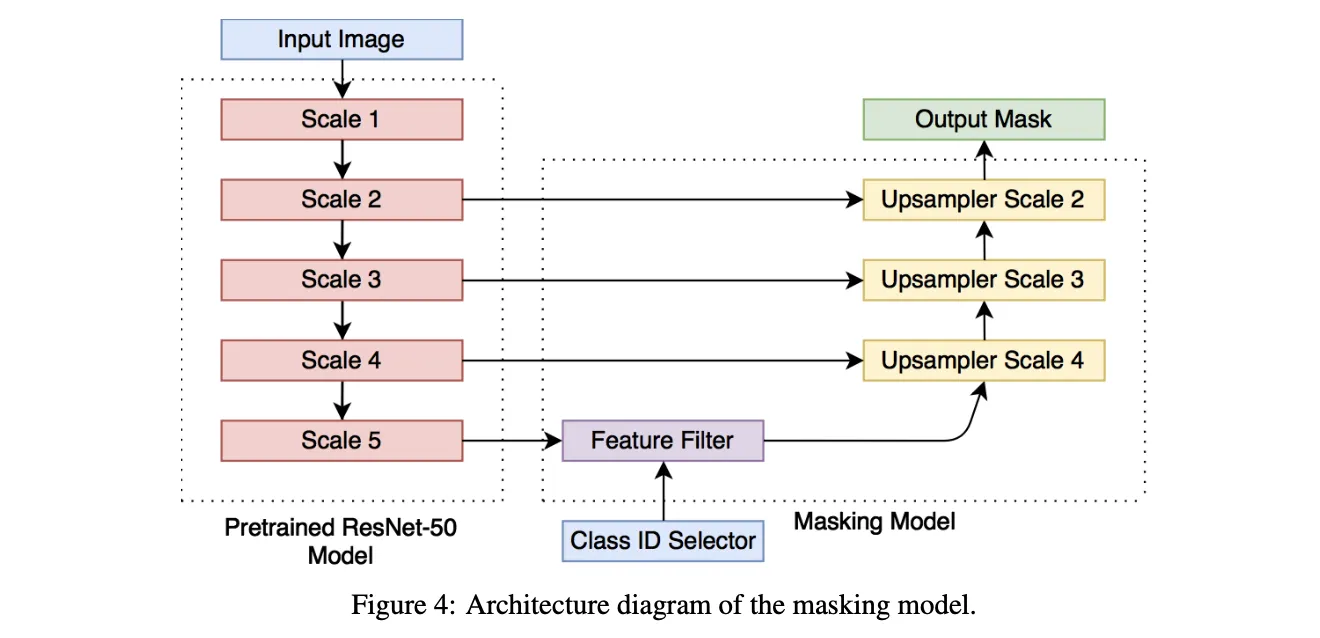 Input Image
Scale 1
Output Mask
Scale 2
Upsampler Scale 2
Scale 3
Upsampler Scale 3
Scale 4
Upsampler Scale 4
Scale 5
Feature Filter
Pretrained ResNet-50
Model
Class ID Selector
Masking Model
Figure 4: Architecture diagram of the masking model.